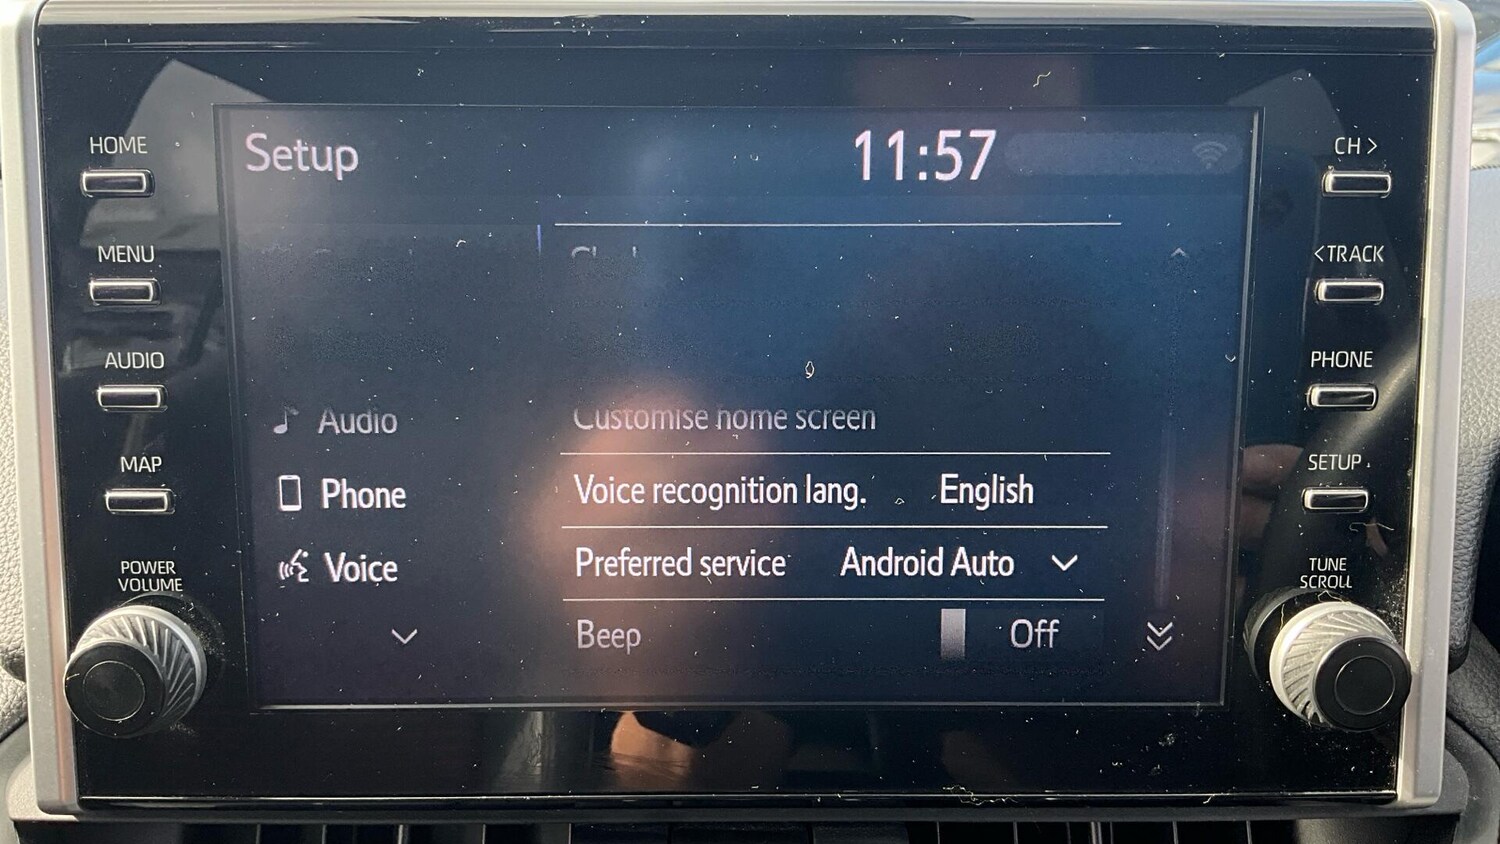 HOME
MENU
AUDIO
MAP
POWER
VOLUME
Setup
11:57
Audio
Phone
Voice
Customise home screen
Voice recognition lang. English
Preferred service Android Auto
Beep Off
CH >
< TRACK
PHONE
SETUP
TUNE
SCROLL